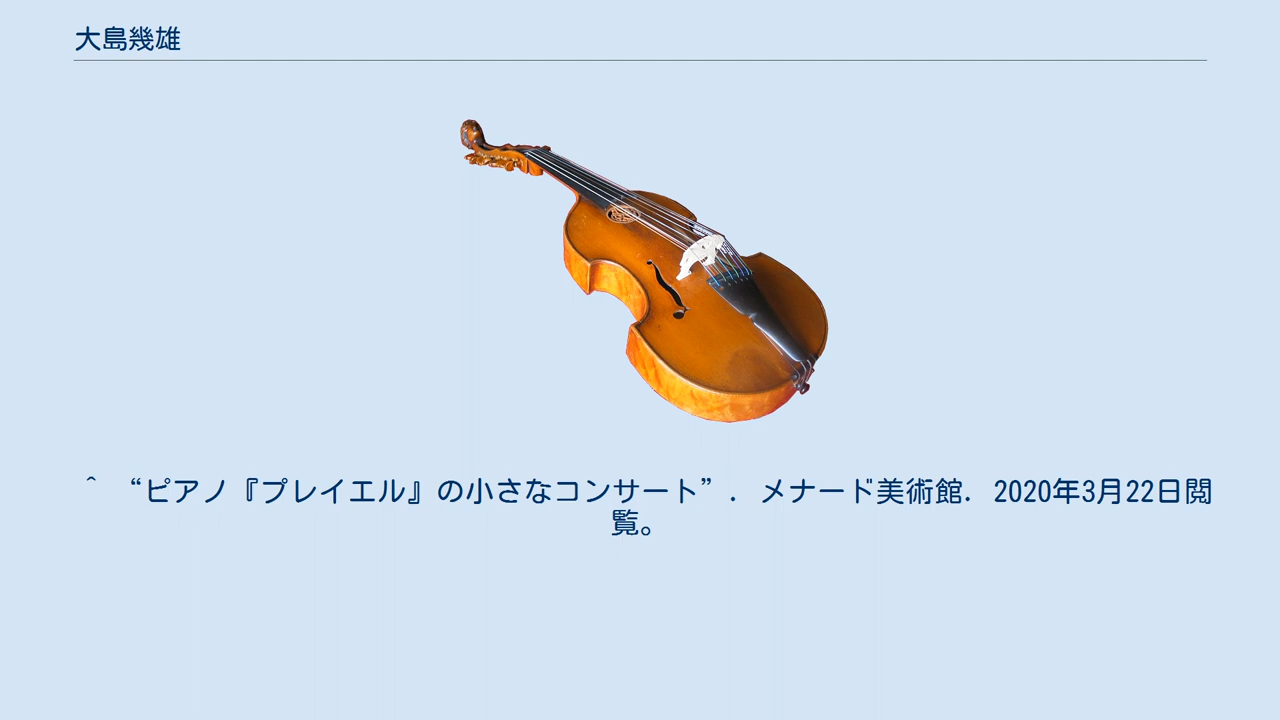 大島幾雄
^ “ピアノ『プレイエル』の小さなコンサート”. メナード美術館. 2020年3月22日閲
覧。